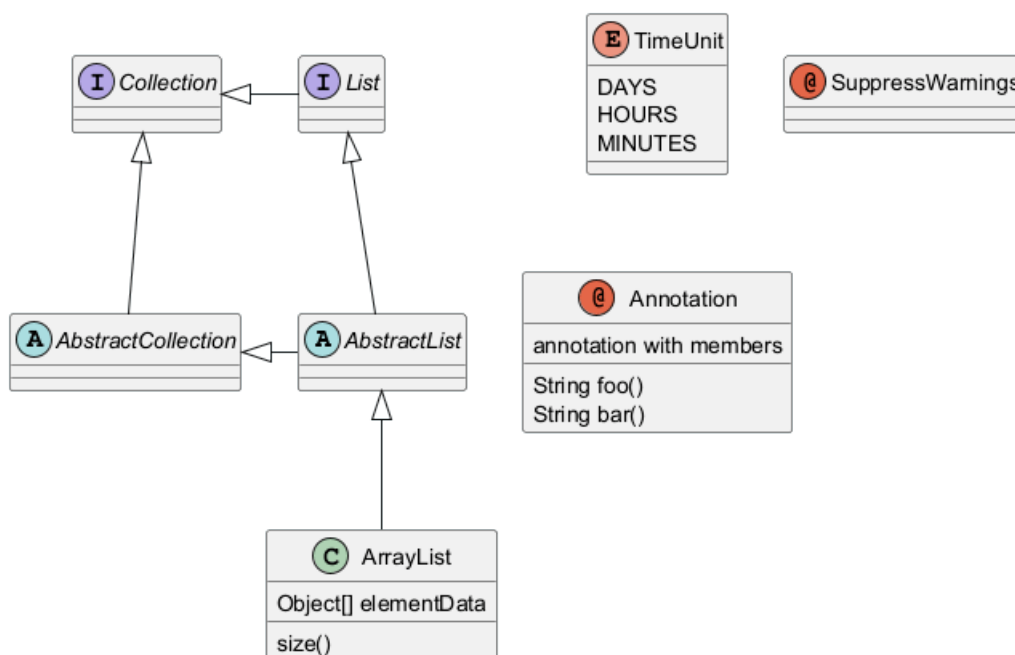 I Collection
I List
E TimeUnit
DAYS
HOURS
MINUTES
@ SuppressWarnings
A AbstractCollection
A AbstractList
@ Annotation
annotation with members
String foo()
String bar()
C ArrayList
Object[] elementData
size()